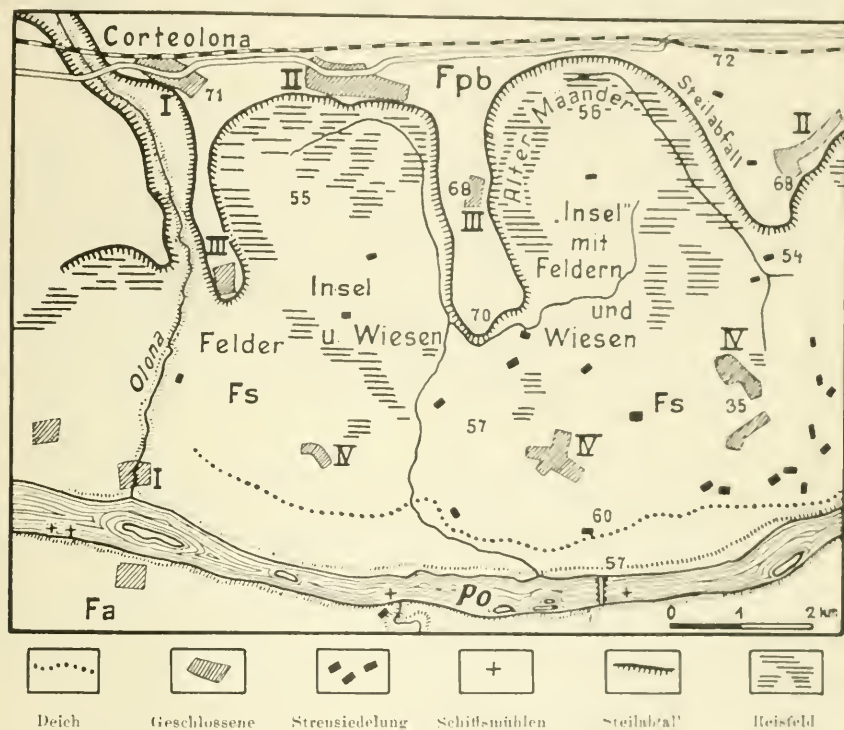 Corteolona
72
Fpb
I
71
II
Alter Maander
56
Steilabfall
II
68
55
68
III
„Insel"
mit
Feldern
III
54
Insel
70
und
Felder
u. Wiesen
Wiesen
IV
Olona
Fs
Fs
35
57
IV
IV
I
60
57
Po
Fa
0 1 2 km
Deich Geschlossene Streusiedelung Schiffsmühlen Steilabfall Reisfeld